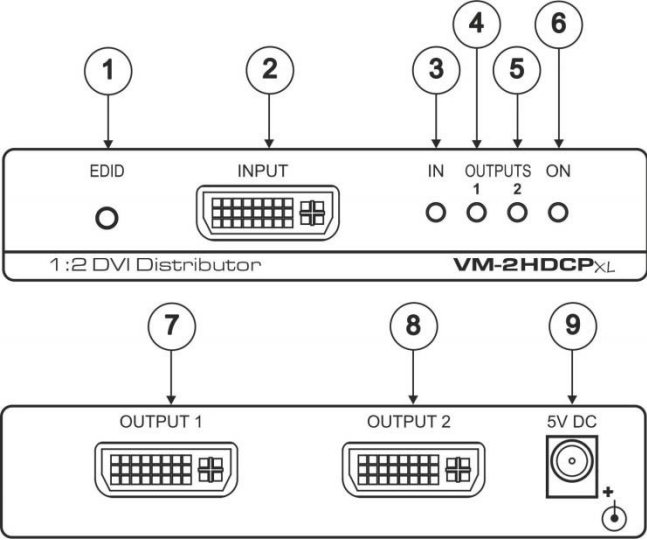 4 6
1 2 3 5
EDID INPUT IN OUTPUTS ON
1 2
1:2 DVI Distributor VM-2HDCPXL
7 8 9
OUTPUT 1 OUTPUT 2 5V DC
+